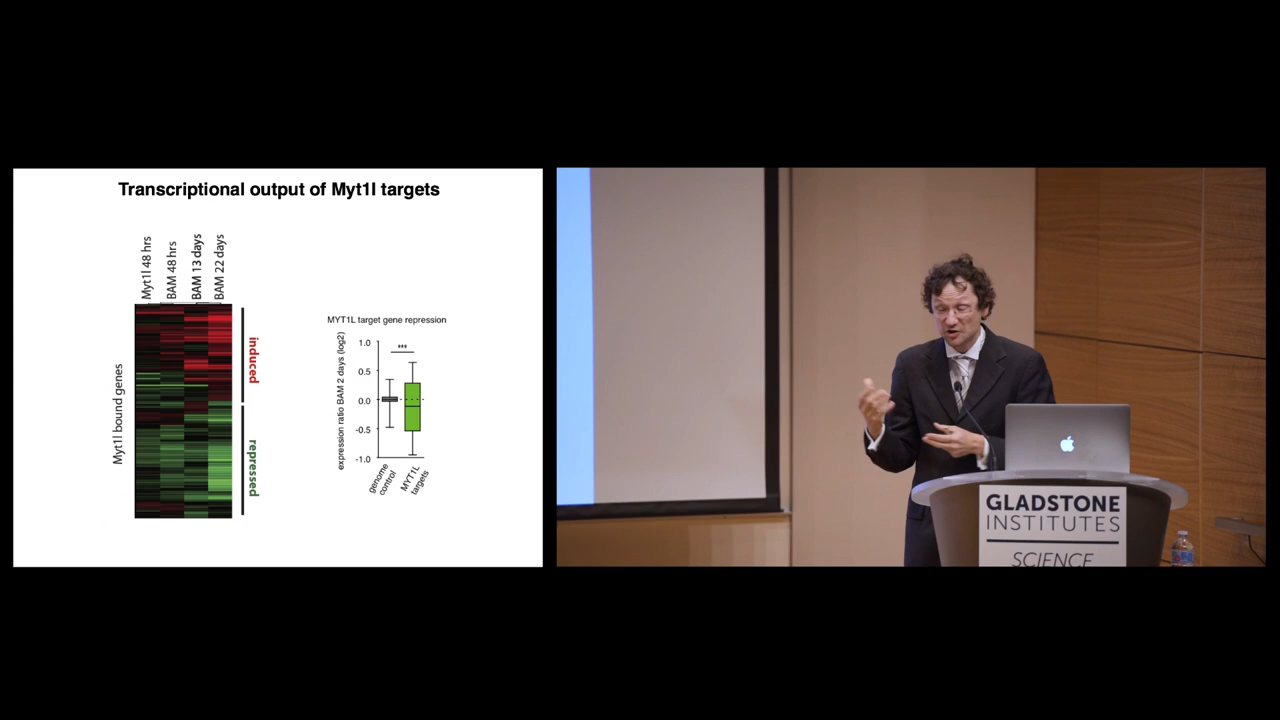 Transcriptional output of Myt1l targets
Myt1l 48 hrs
BAM 48 hrs
BAM 13 days
BAM 22 days
Myt1l bound genes
induced
repressed
MYT1L target gene repression
expression ratio BAM 2 days (log2)
***
1.0
0.5
0.0
-0.5
-1.0
genome
control
MYT1L
targets
GLADSTONE
INSTITUTES
SCIENCE